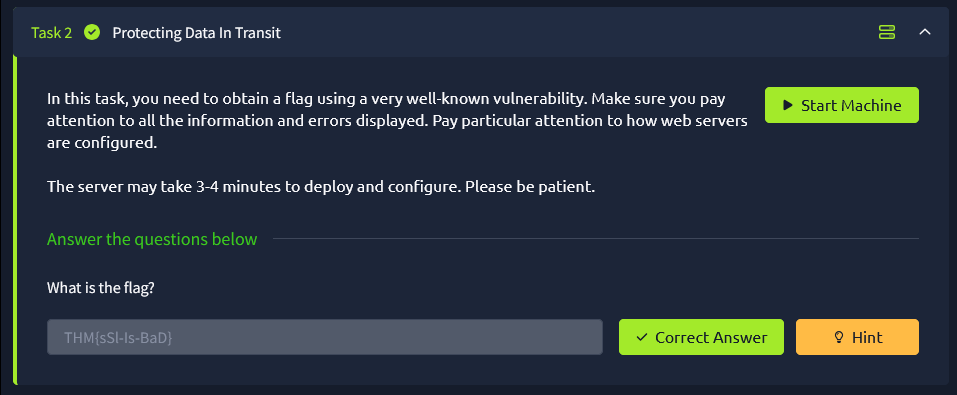 Task 2 Protecting Data In Transit
In this task, you need to obtain a flag using a very well-known vulnerability. Make sure you pay
attention to all the information and errors displayed. Pay particular attention to how web servers
are configured.
Start Machine
The server may take 3-4 minutes to deploy and configure. Please be patient.
Answer the questions below
What is the flag?
THM{sSl-Is-BaD}
Correct Answer
Hint